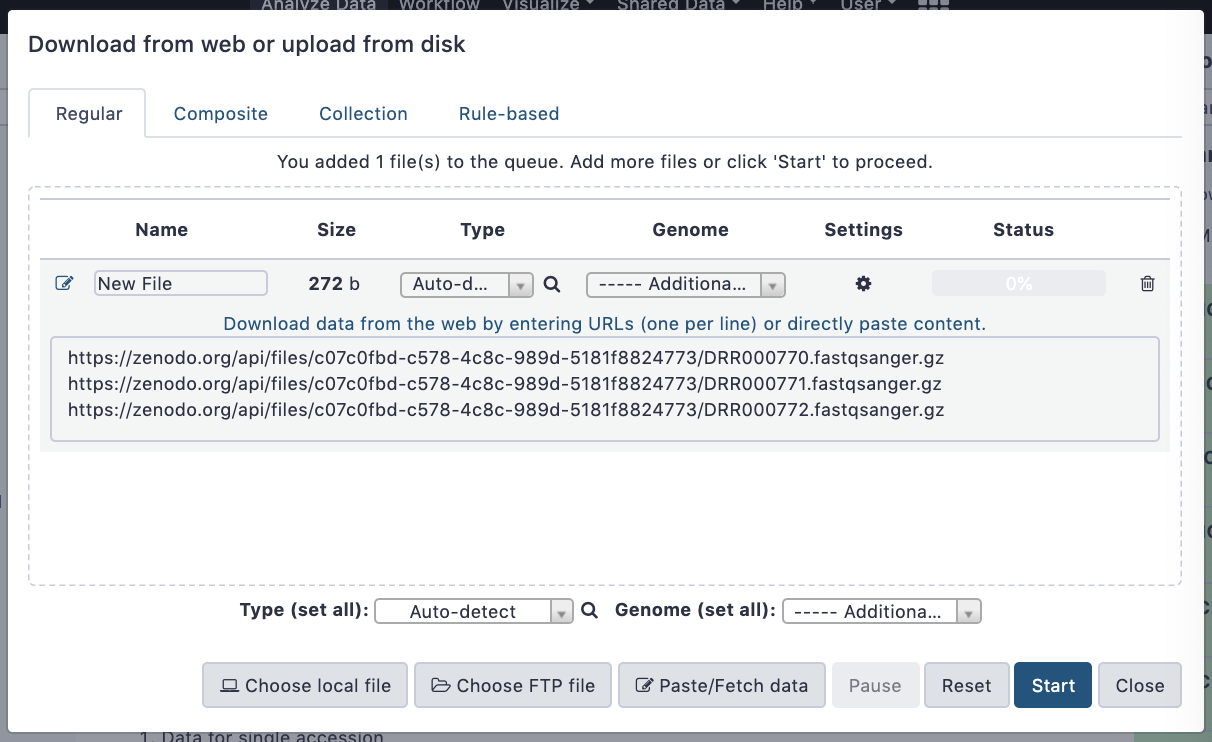 Analyze Data Workflow Visualize Shared Data Help User
Download from web or upload from disk
Regular Composite Collection Rule-based
You added 1 file(s) to the queue. Add more files or click 'Start' to proceed.
Name Size Type Genome Settings Status
New File 272 b Auto-d... ----- Additiona... 0%
Download data from the web by entering URLs (one per line) or directly paste content.
https://zenodo.org/api/files/c07c0fbd-c578-4c8c-989d-5181f8824773/DRR000770.fastqsanger.gz
https://zenodo.org/api/files/c07c0fbd-c578-4c8c-989d-5181f8824773/DRR000771.fastqsanger.gz
https://zenodo.org/api/files/c07c0fbd-c578-4c8c-989d-5181f8824773/DRR000772.fastqsanger.gz
Type (set all): Auto-detect Genome (set all): ----- Additiona...
Choose local file Choose FTP file Paste/Fetch data Pause Reset Start Close
1. Data for single accession